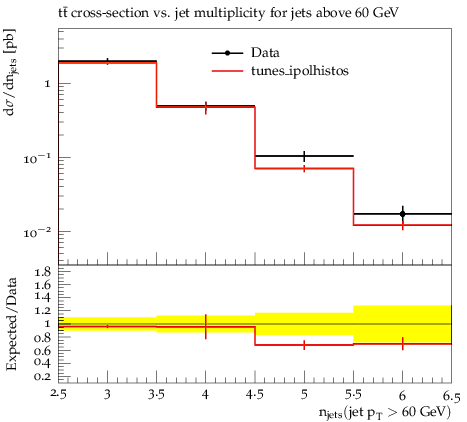 tt̄ cross-section vs. jet multiplicity for jets above 60 GeV
dσ/dn_jets [pb]
Data
tunes_ipolhistos
1
10⁻¹
10⁻²
Expected/Data
1.8
1.6
1.4
1.2
1
0.8
0.6
0.4
0.2
2.5 3 3.5 4 4.5 5 5.5 6 6.5
n_jets(jet p_T > 60 GeV)